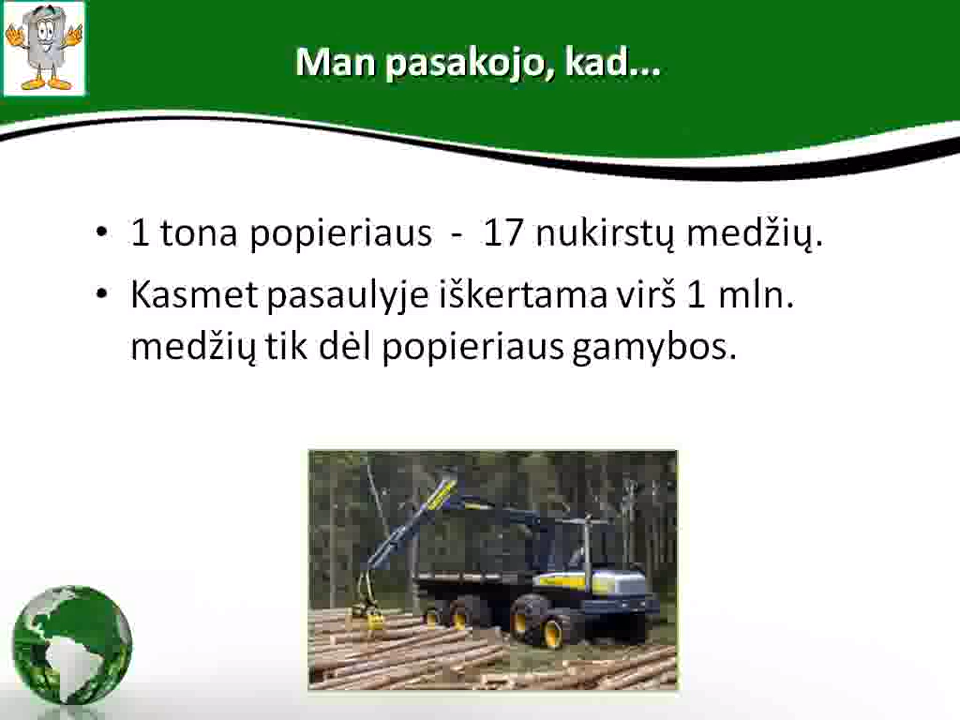 Man pasakojo, kad...
• 1 tona popieriaus - 17 nukirstų medžių.
• Kasmet pasaulyje iškertama virš 1 mln.
medžių tik dėl popieriaus gamybos.